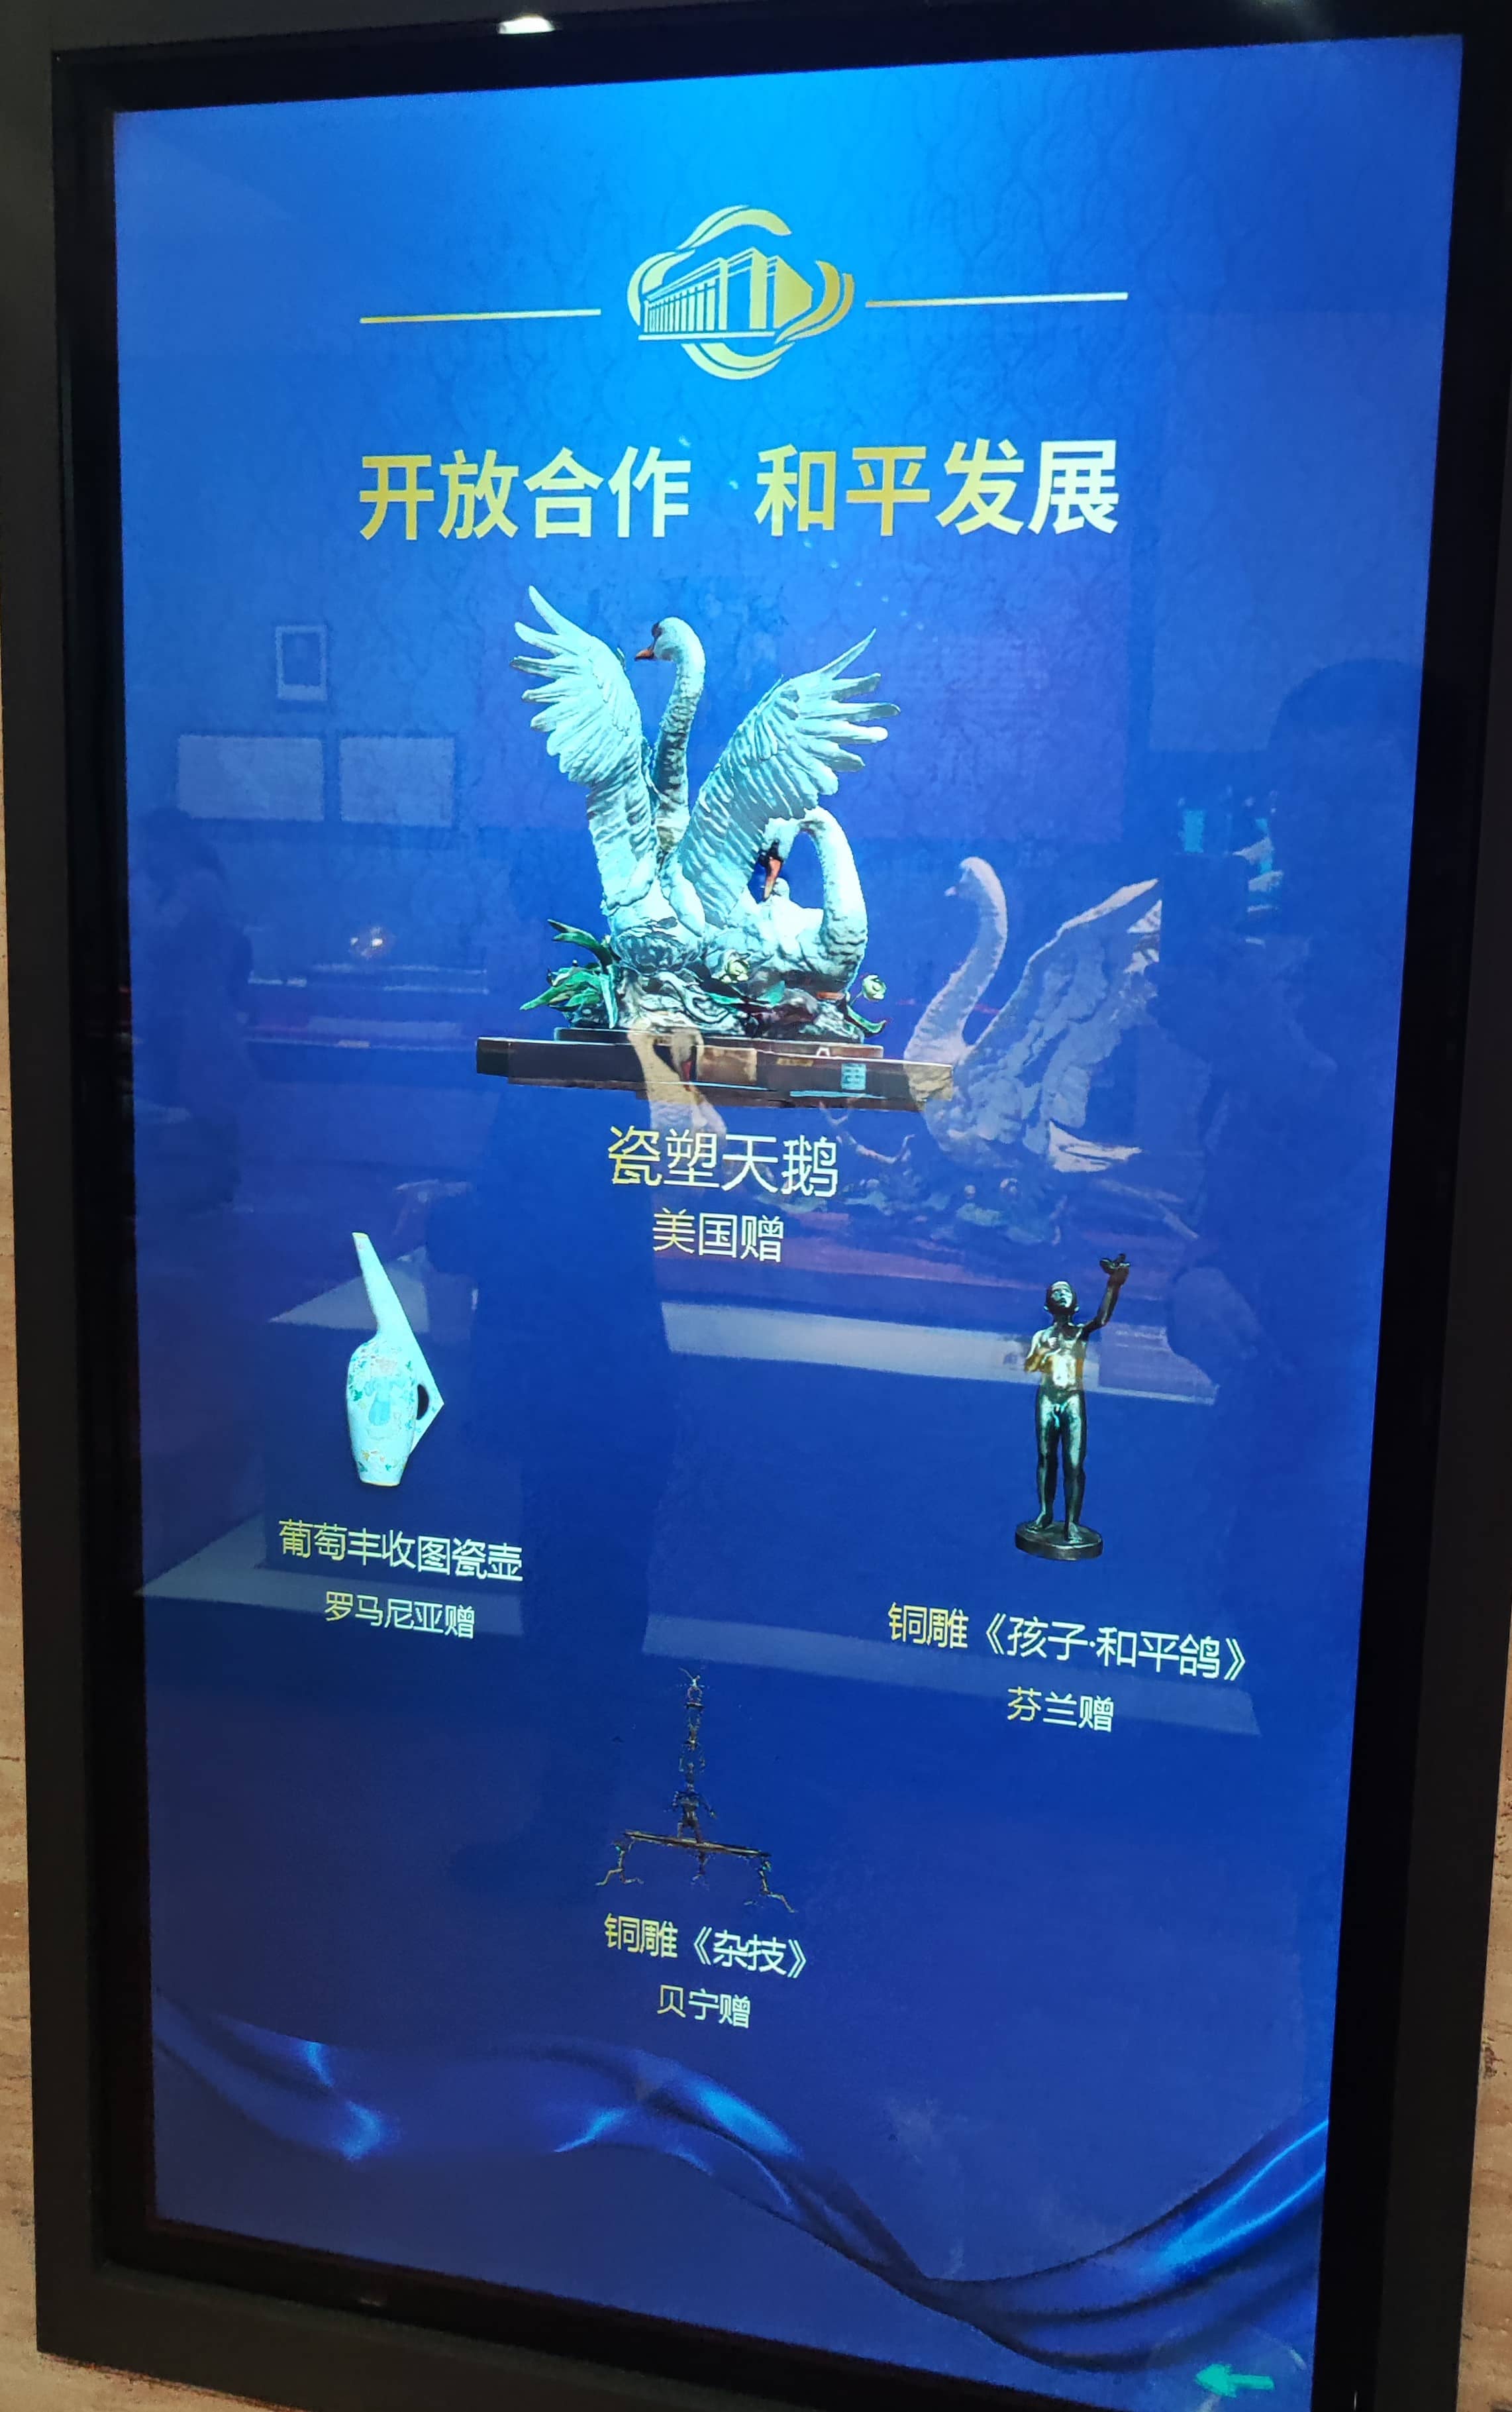 开放合作 和平发展
瓷塑天鹅
美国赠
葡萄丰收图瓷壶
罗马尼亚赠
铜雕《孩子·和平鸽》
芬兰赠
铜雕《杂技》
贝宁赠